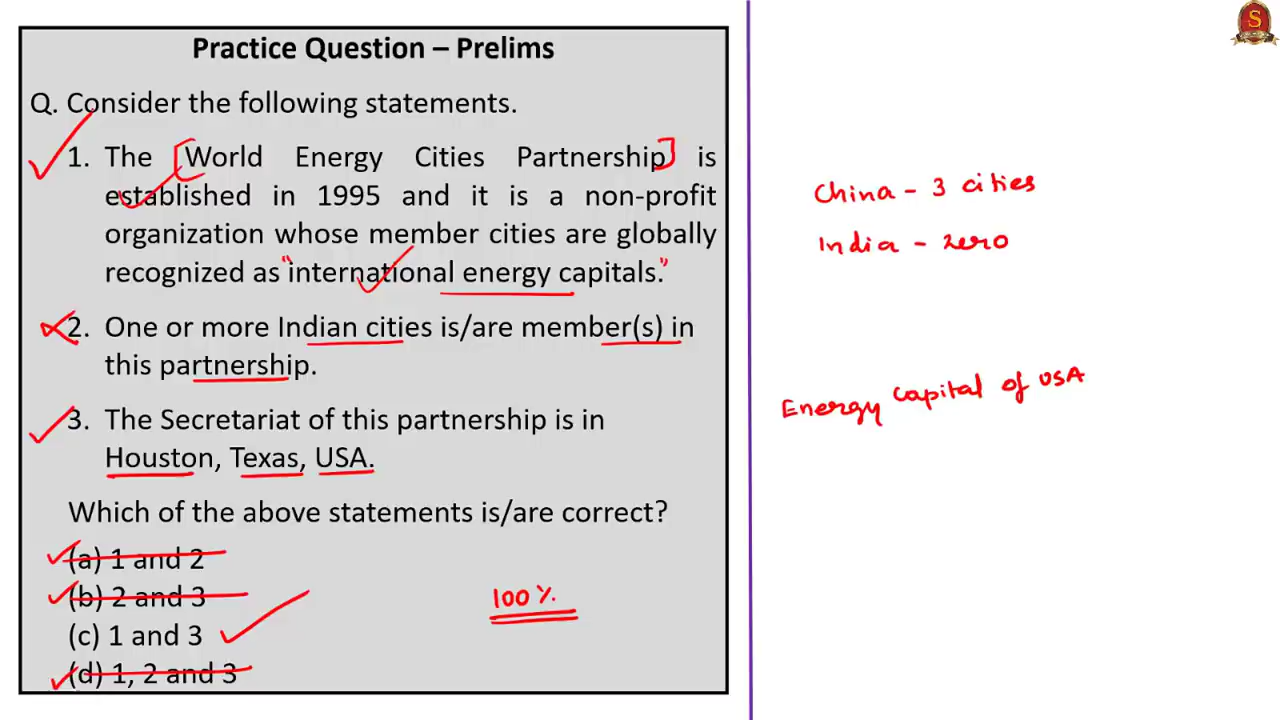 Practice Question – Prelims
Q. Consider the following statements.
1. The World Energy Cities Partnership is
established in 1995 and it is a non-profit
organization whose member cities are globally
recognized as "international energy capitals."
2. One or more Indian cities is/are member(s) in
this partnership.
3. The Secretariat of this partnership is in
Houston, Texas, USA.
Which of the above statements is/are correct?
(a) 1 and 2
(b) 2 and 3
(c) 1 and 3
(d) 1, 2 and 3
100%
China - 3 cities
India - zero
Energy Capital of USA
S